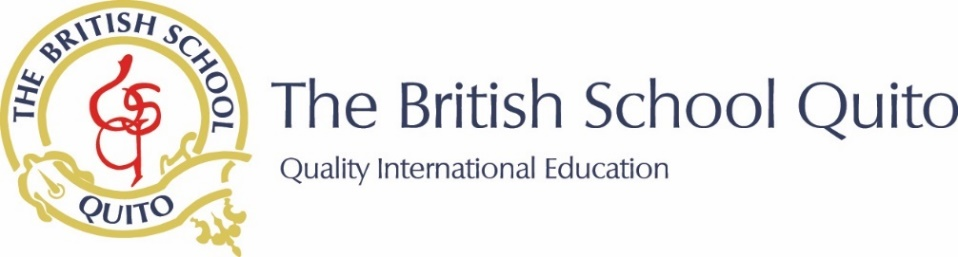 THE BRITISH SCHOOL
QUITO
The British School Quito
Quality International Education